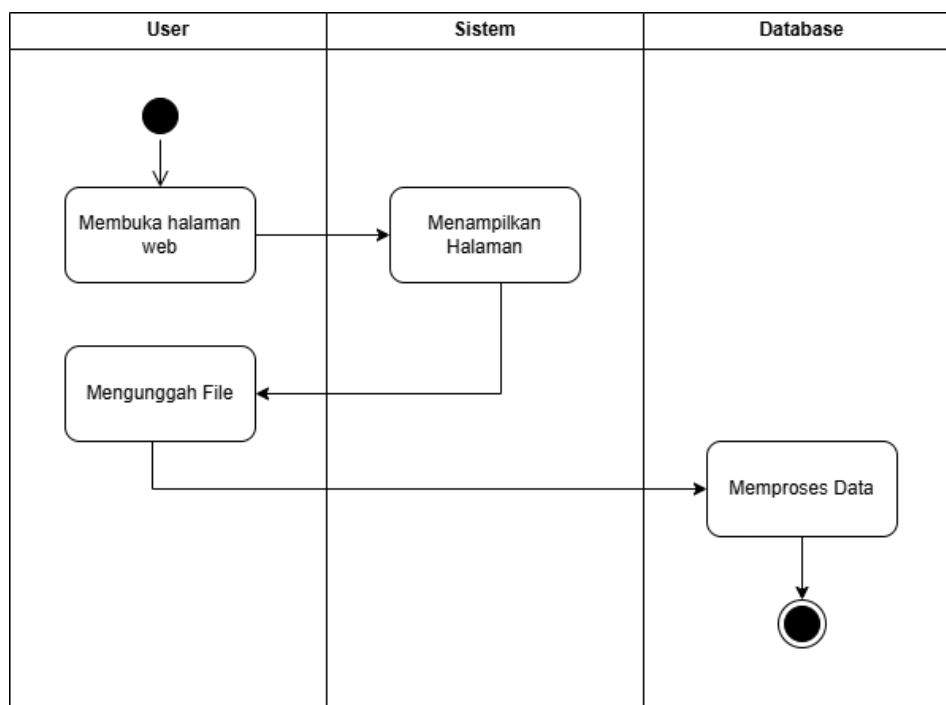 User
Sistem
Database
Membuka halaman
web
Menampilkan
Halaman
Mengunggah File
Memproses Data